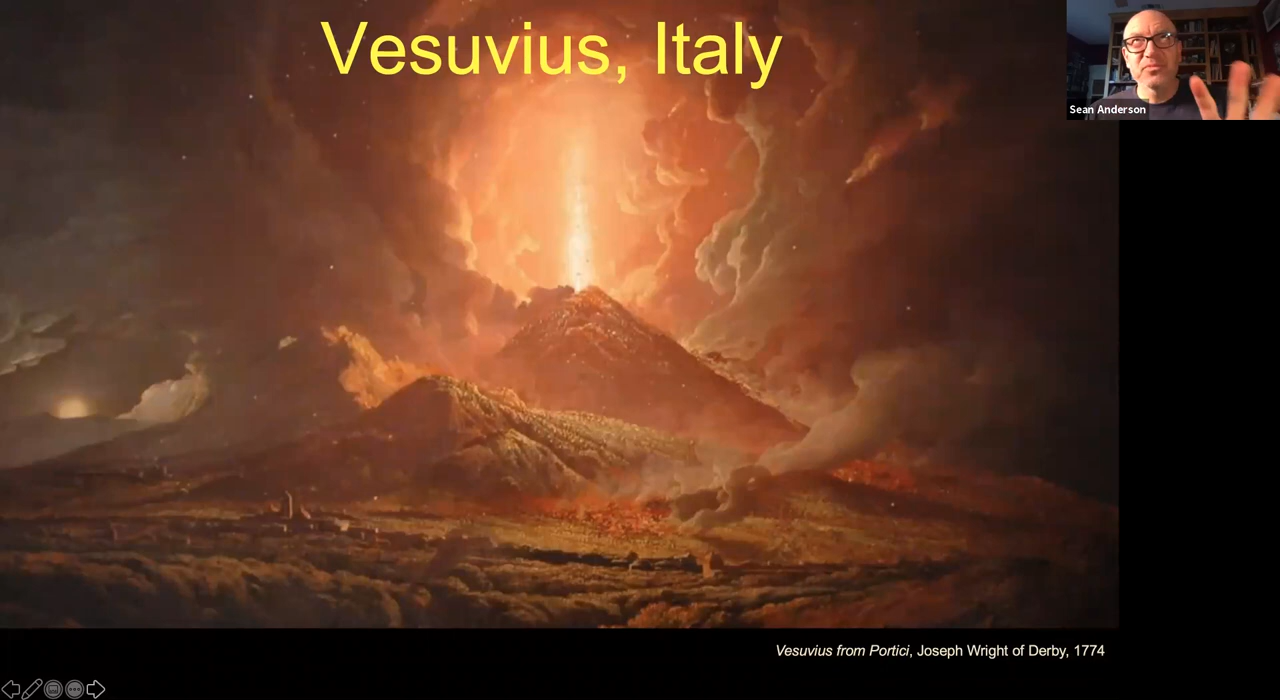 Vesuvius, Italy
Sean Anderson
Vesuvius from Portici, Joseph Wright of Derby, 1774